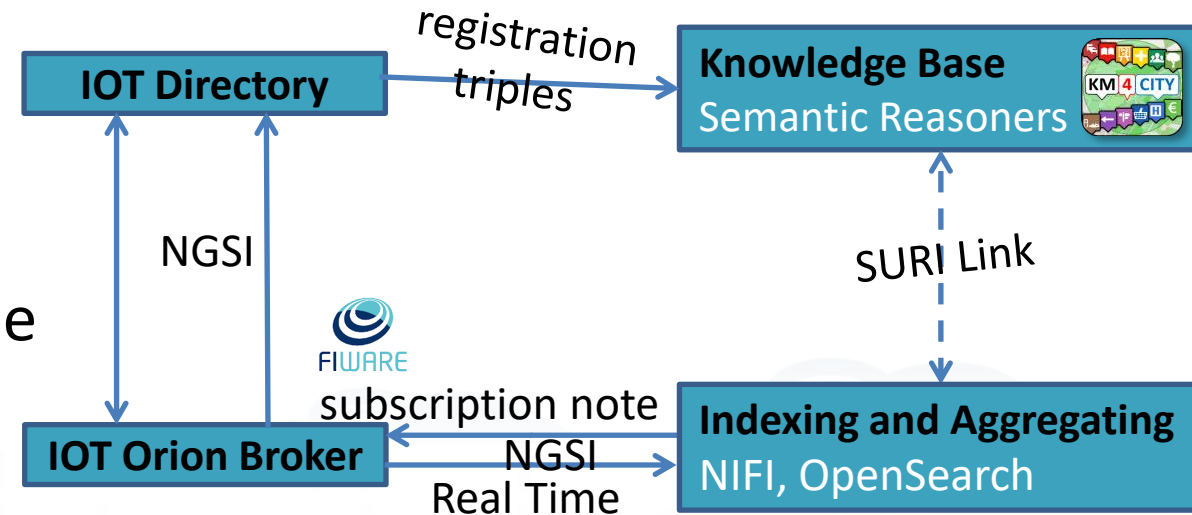 registration
triples
IOT Directory
Knowledge Base
Semantic Reasoners
KM 4 CITY
NGSI
SURI Link
e
FIWARE
subscription note
IOT Orion Broker
NGSI
Real Time
Indexing and Aggregating
NIFI, OpenSearch